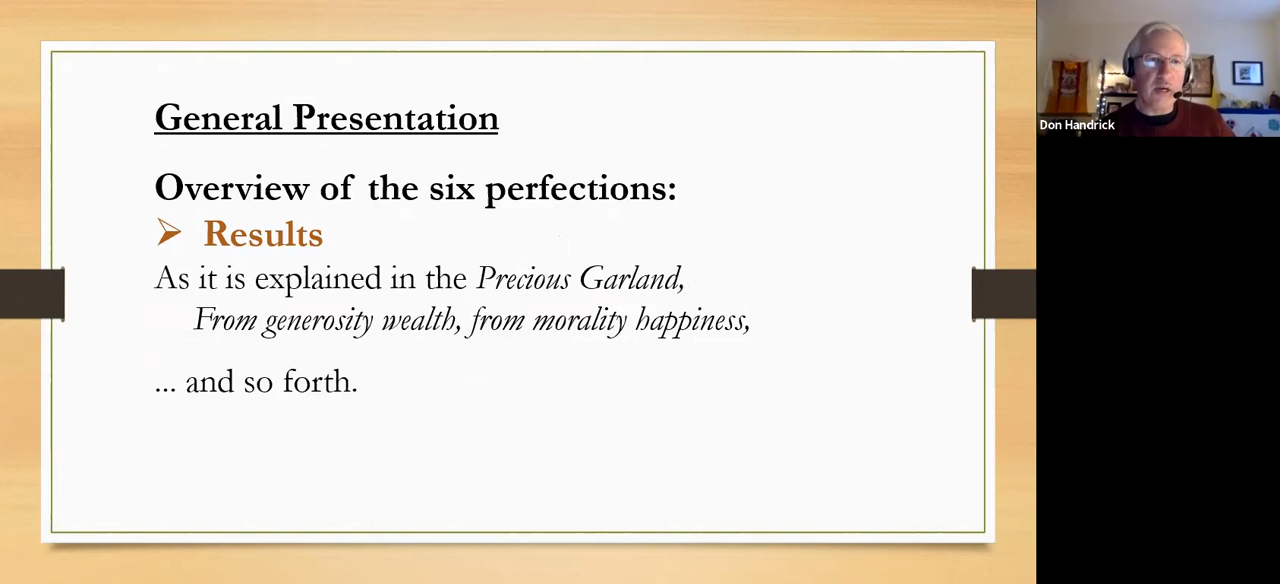 General Presentation
Overview of the six perfections:
➢ Results
As it is explained in the Precious Garland,
From generosity wealth, from morality happiness,
... and so forth.
Don Handrick